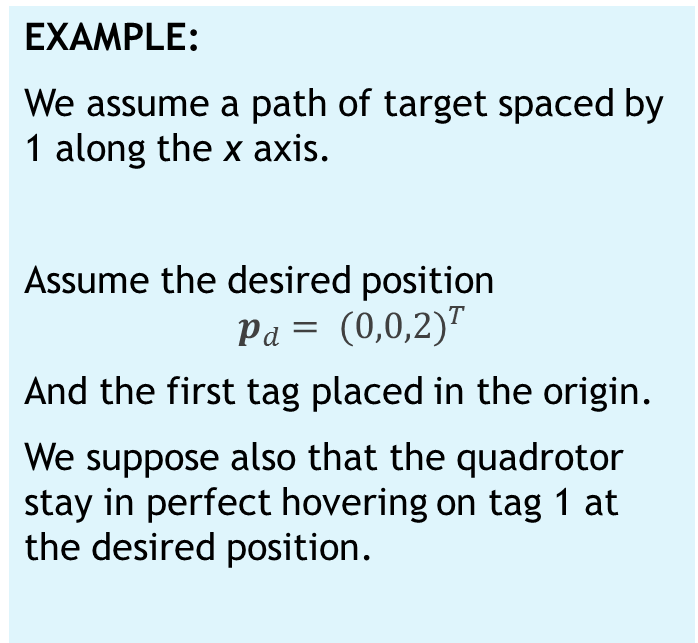 EXAMPLE:
We assume a path of target spaced by
1 along the x axis.
Assume the desired position
p_d = (0,0,2)^T
And the first tag placed in the origin.
We suppose also that the quadrotor
stay in perfect hovering on tag 1 at
the desired position.